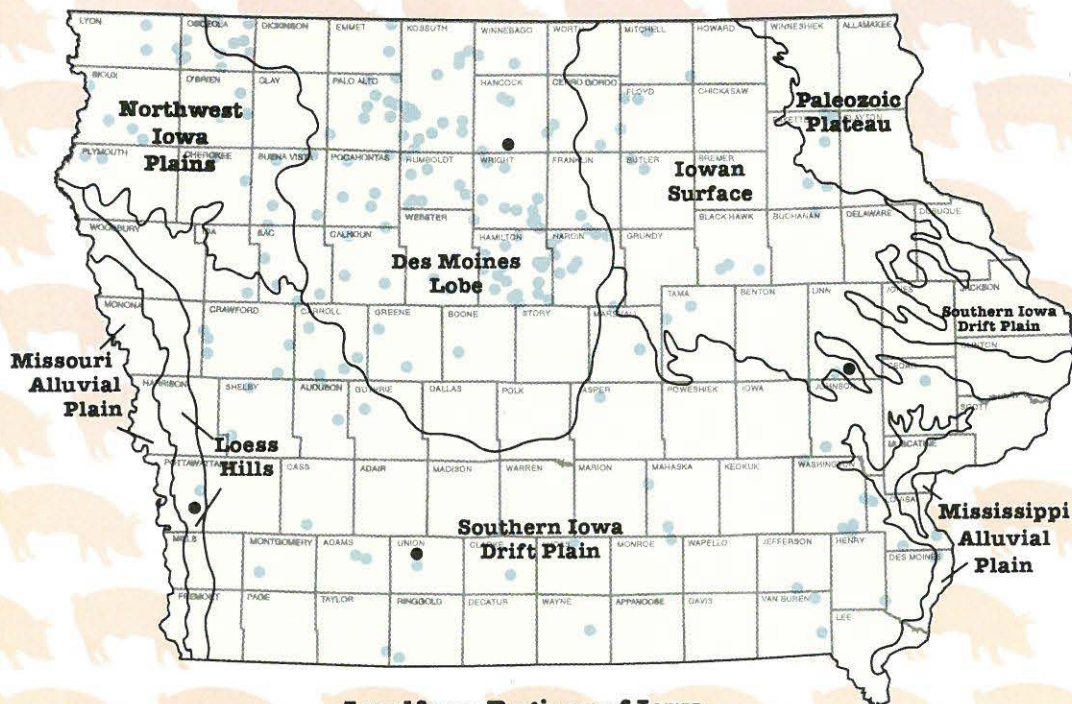 LYON
OSCEOLA
DICKINSON
EMMET
KOSSUTH
WINNEBAGO
WORTH
MITCHELL
HOWARD
WINNESHIEK
ALLAMAKEE
SIOUX
O'BRIEN
CLAY
PALO ALTO
HANCOCK
CERRO GORDO
FLOYD
CHICKASAW
CLAYTON
Northwest
Iowa
Plains
Paleozoic
Plateau
PLYMOUTH
CHEROKEE
BUENA VISTA
POCAHONTAS
HUMBOLDT
WRIGHT
FRANKLIN
BUTLER
BREMER
Iowan
Surface
WOODBURY
SAC
CALHOUN
WEBSTER
HAMILTON
HARDIN
GRUNDY
BLACK HAWK
BUCHANAN
DELAWARE
DUBUQUE
Des Moines
Lobe
MONONA
CRAWFORD
CARROLL
GREENE
BOONE
STORY
MARSHALL
TAMA
BENTON
LINN
JONES
JACKSON
Southern Iowa
Drift Plain
Missouri
Alluvial
Plain
HARRISON
SHELBY
AUDUBON
GUTHRIE
DALLAS
POLK
JASPER
POWESHIEK
IOWA
JOHNSON
SCOTT
MUSCATINE
Loess
Hills
CASS
ADAIR
MADISON
WARREN
MARION
MAHASKA
KEOKUK
WASHINGTON
Southern Iowa
Drift Plain
Mississippi
Alluvial
Plain
MILLS
MONTGOMERY
ADAMS
UNION
CLARKE
MONROE
WAPELLO
JEFFERSON
HENRY
DES MOINES
FREMONT
PAGE
TAYLOR
RINGGOLD
DECATUR
WAYNE
APPANOOSE
DAVIS
VAN BUREN
LEE